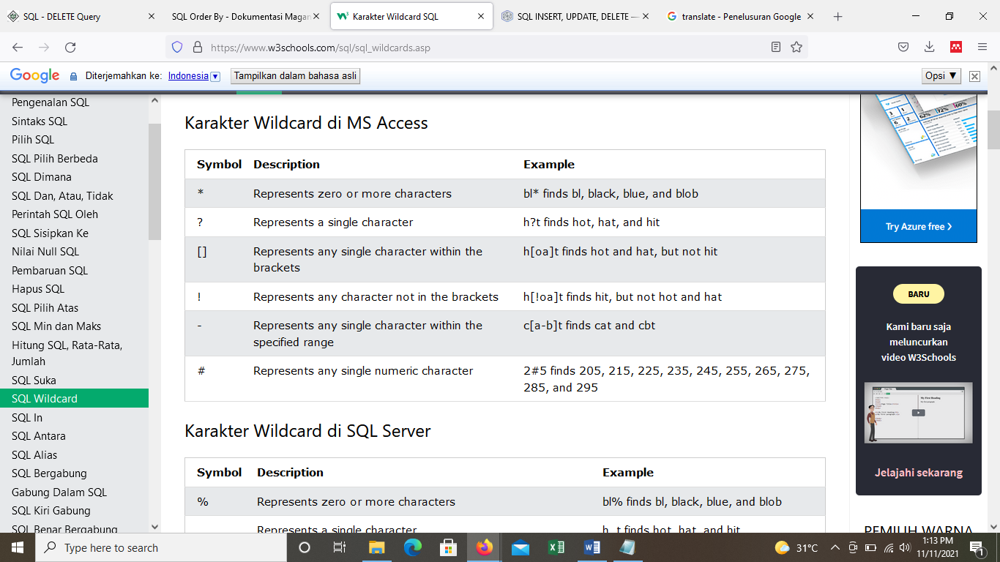 SQL - DELETE Query
SQL Order By - Dokumentasi Magan
Karakter Wildcard SQL
SQL INSERT, UPDATE, DELETE —
translate - Penelusuran Google
https://www.w3schools.com/sql/sql_wildcards.asp
Google Diterjemahkan ke: Indonesia Tampilkan dalam bahasa asli Opsi ▼
Pengenalan SQL
Sintaks SQL
Pilih SQL
SQL Pilih Berbeda
SQL Dimana
SQL Dan, Atau, Tidak
Perintah SQL Oleh
SQL Sisipkan Ke
Nilai Null SQL
Pembaruan SQL
Hapus SQL
SQL Pilih Atas
SQL Min dan Maks
Hitung SQL, Rata-Rata,
Jumlah
SQL Suka
SQL Wildcard
SQL In
SQL Antara
SQL Alias
SQL Bergabung
Gabung Dalam SQL
SQL Kiri Gabung
SQL Benar Bergabung
Karakter Wildcard di MS Access
Symbol Description Example
* Represents zero or more characters bl* finds bl, black, blue, and blob
? Represents a single character h?t finds hot, hat, and hit
[] Represents any single character within the h[oa]t finds hot and hat, but not hit
brackets
! Represents any character not in the brackets h[!oa]t finds hit, but not hot and hat
- Represents any single character within the c[a-b]t finds cat and cbt
specified range
# Represents any single numeric character 2#5 finds 205, 215, 225, 235, 245, 255, 265, 275,
285, and 295
Karakter Wildcard di SQL Server
Symbol Description Example
% Represents zero or more characters bl% finds bl, black, blue, and blob
Represents a single character h_t finds hot, hat, and hit
62% 72% 60%
Try Azure free
BARU
Kami baru saja
meluncurkan
video W3Schools
Jelajahi sekarang
PEMILIH WARNA
Type here to search
31°C
1:13 PM
11/11/2021
1